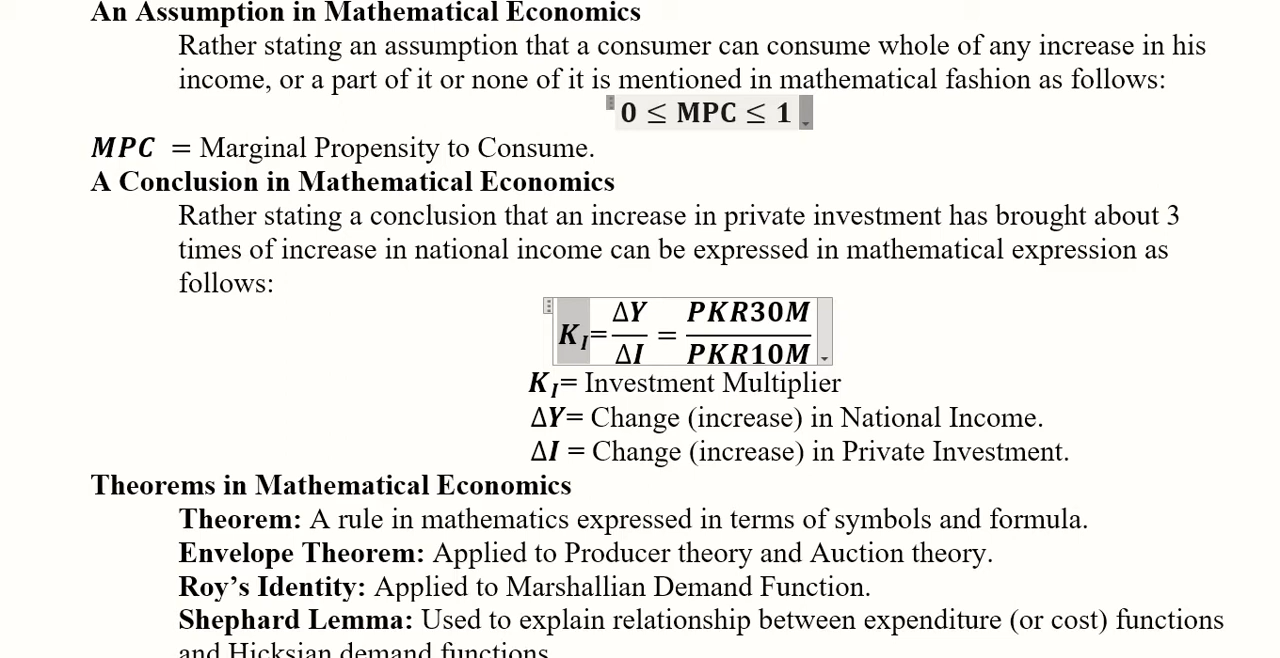 An Assumption in Mathematical Economics
Rather stating an assumption that a consumer can consume whole of any increase in his
income, or a part of it or none of it is mentioned in mathematical fashion as follows:
0 ≤ MPC ≤ 1
MPC = Marginal Propensity to Consume.
A Conclusion in Mathematical Economics
Rather stating a conclusion that an increase in private investment has brought about 3
times of increase in national income can be expressed in mathematical expression as
follows:
K_I = ΔY/ΔI = PKR30M/PKR10M
K_I = Investment Multiplier
ΔY= Change (increase) in National Income.
ΔI = Change (increase) in Private Investment.
Theorems in Mathematical Economics
Theorem: A rule in mathematics expressed in terms of symbols and formula.
Envelope Theorem: Applied to Producer theory and Auction theory.
Roy’s Identity: Applied to Marshallian Demand Function.
Shephard Lemma: Used to explain relationship between expenditure (or cost) functions
and Hicksian demand functions.